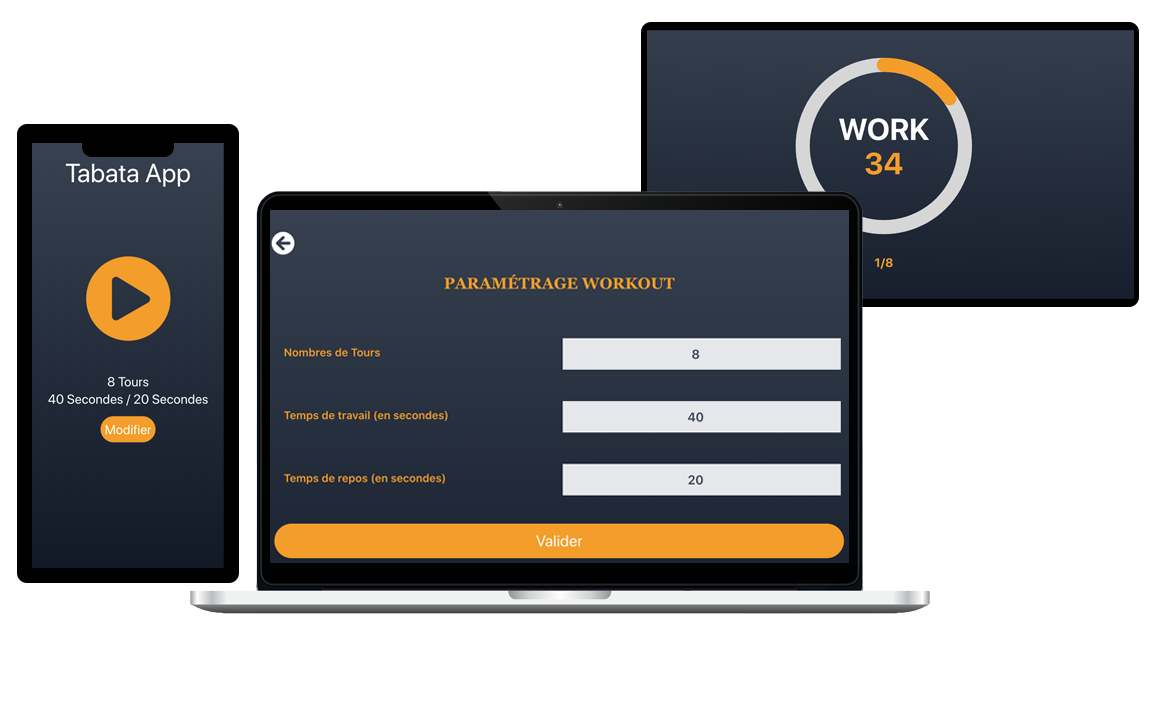 Tabata App
8 Tours
40 Secondes / 20 Secondes
Modifier
PARAMÉTRAGE WORKOUT
Nombres de Tours
8
Temps de travail (en secondes)
40
Temps de repos (en secondes)
20
Valider
WORK
34
1/8